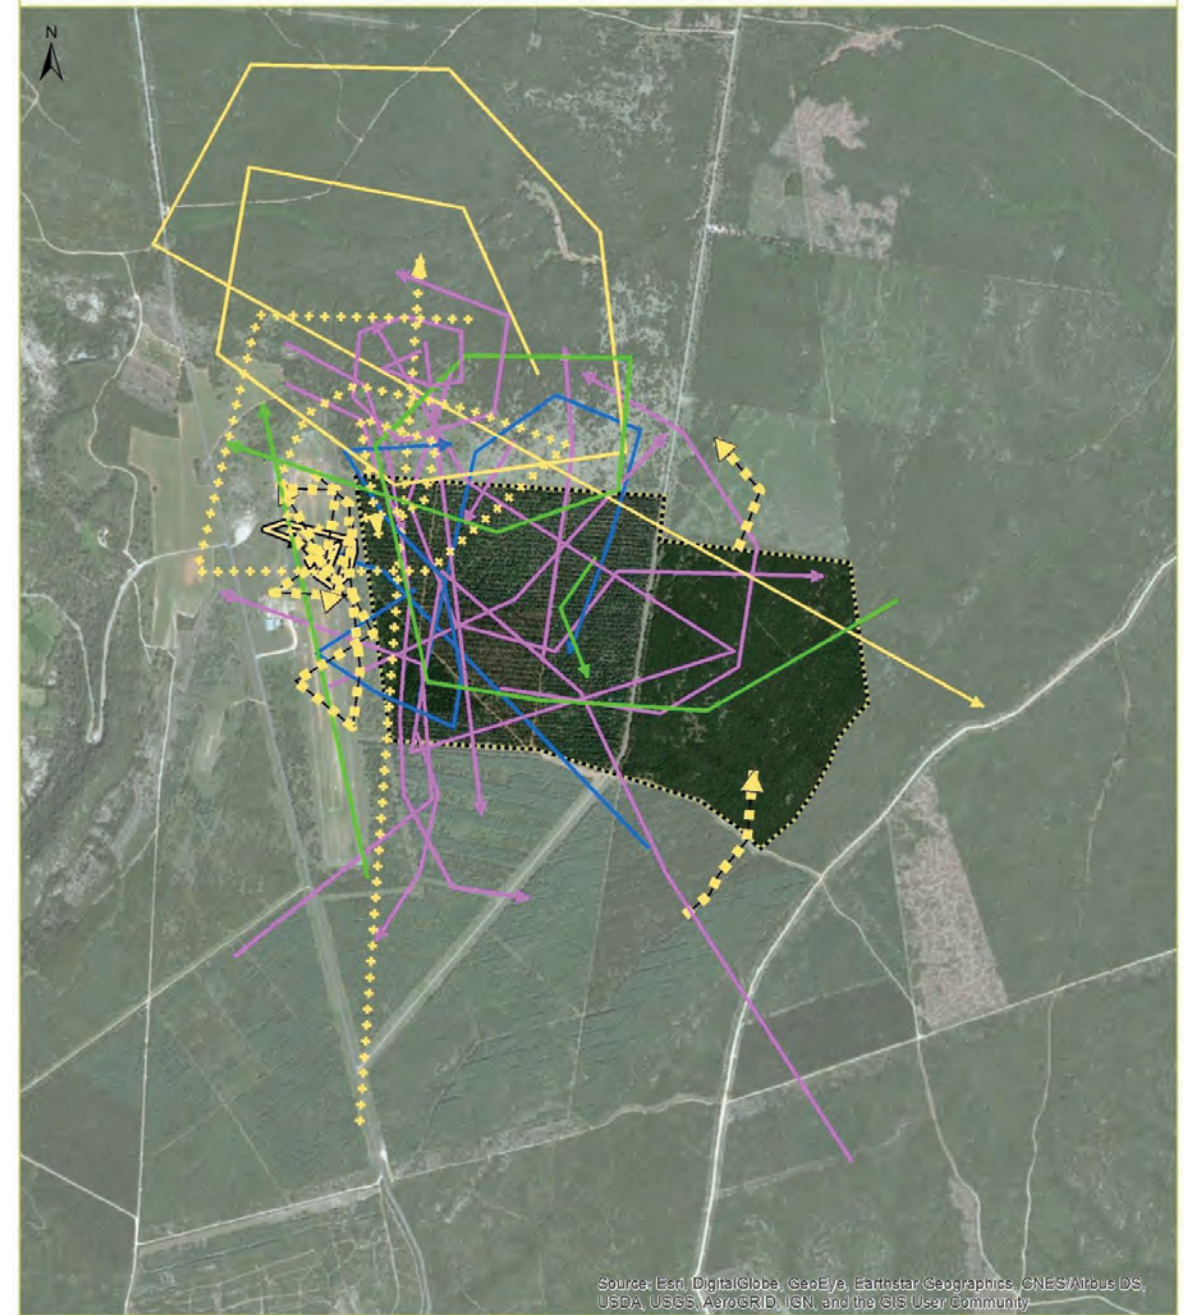 N
Source: Esri, DigitalGlobe, GeoEye, Earthstar Geographics, CNES/Airbus DS,
USDA, USGS, AeroGRID, IGN, and the GIS User Community